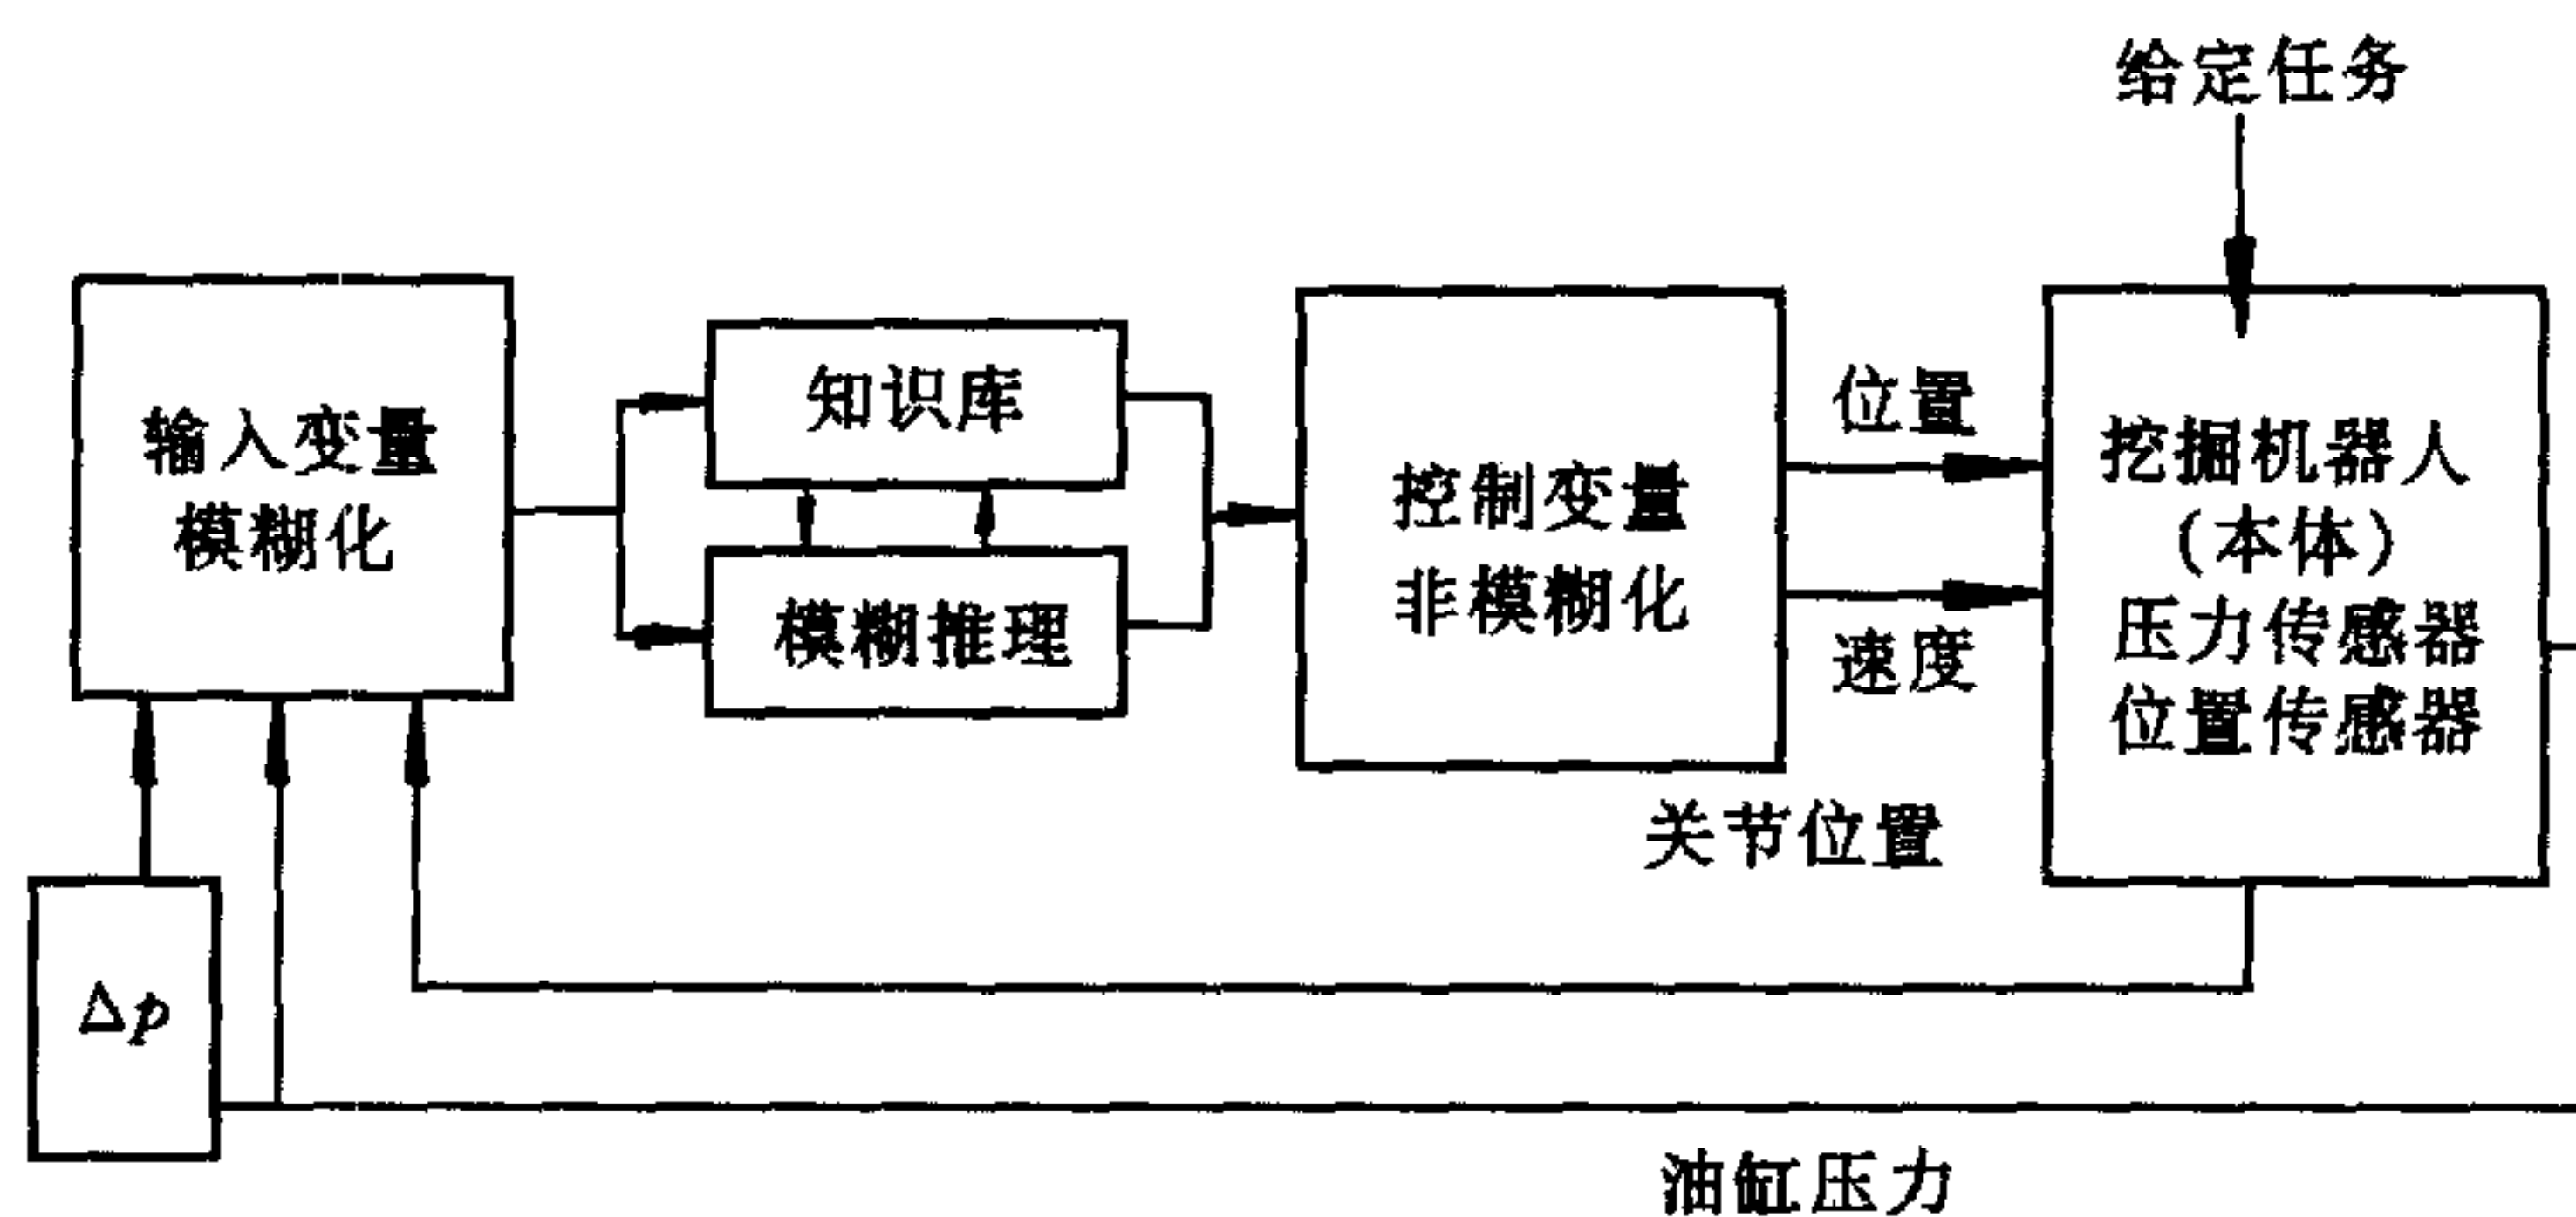 给定任务
输入变量
模糊化
知识库
模糊推理
控制变量
非模糊化
位置
速度
挖掘机器人
(本体)
压力传感器
位置传感器
关节位置
Δp
油缸压力